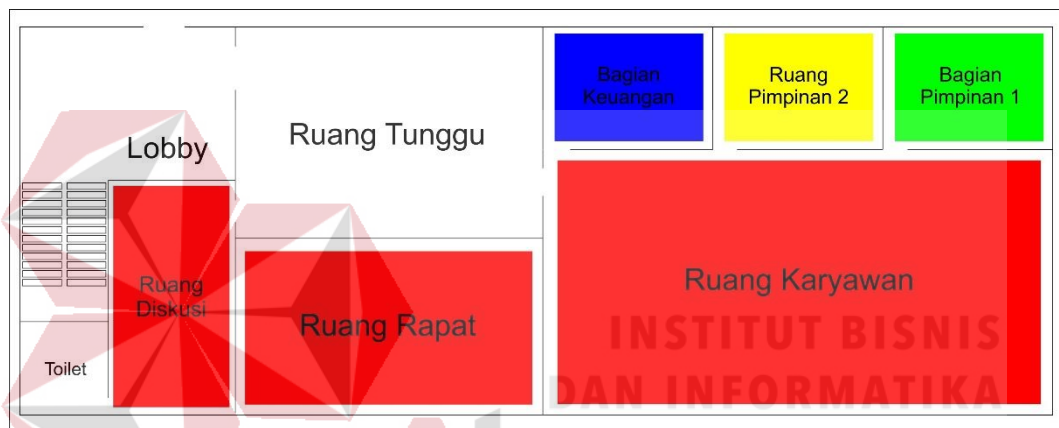 Bagian
Keuangan
Ruang
Pimpinan 2
Bagian
Pimpinan 1
Lobby
Ruang Tunggu
Ruang
Diskusi
Ruang Rapat
Ruang Karyawan
Toilet
INSTITUT BISNIS
DAN INFORMATIKA